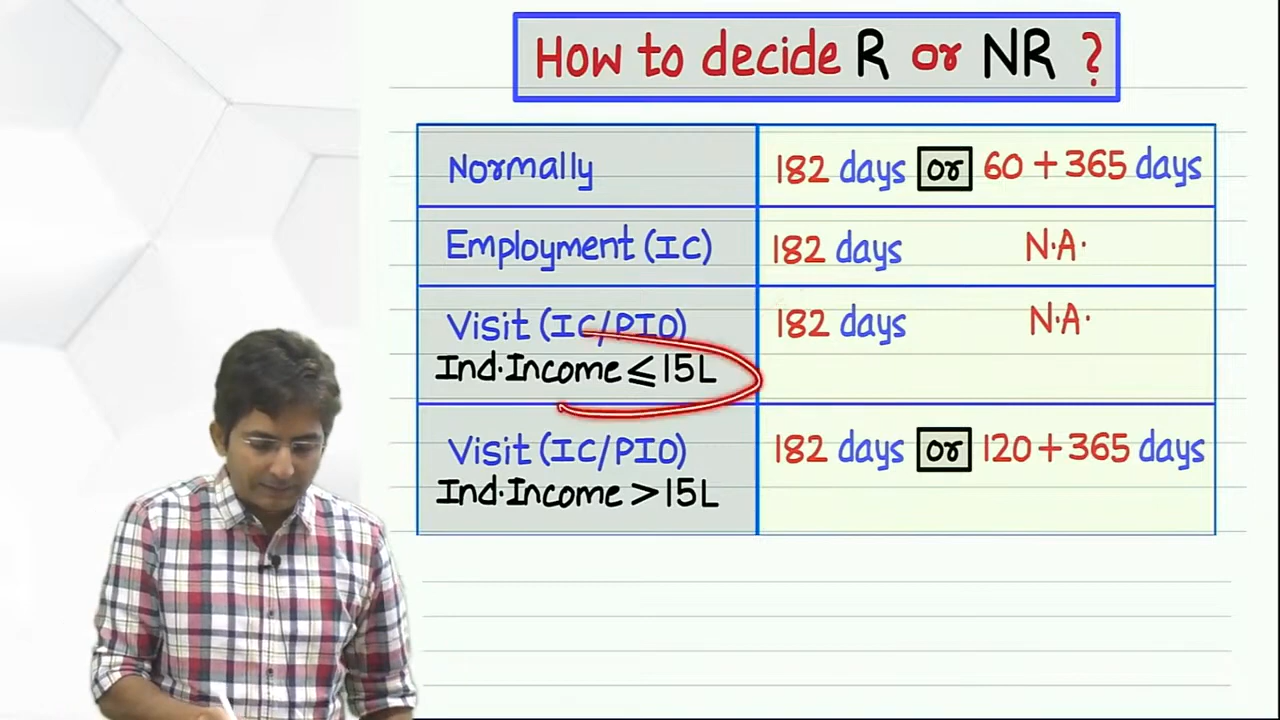 How to decide R or NR ?
Normally 182 days or 60 + 365 days
Employment (IC) 182 days N.A.
Visit (IC/PIO) 182 days N.A.
Ind. Income ≤ 15L
Visit (IC/PIO) 182 days or 120 + 365 days
Ind. Income > 15L